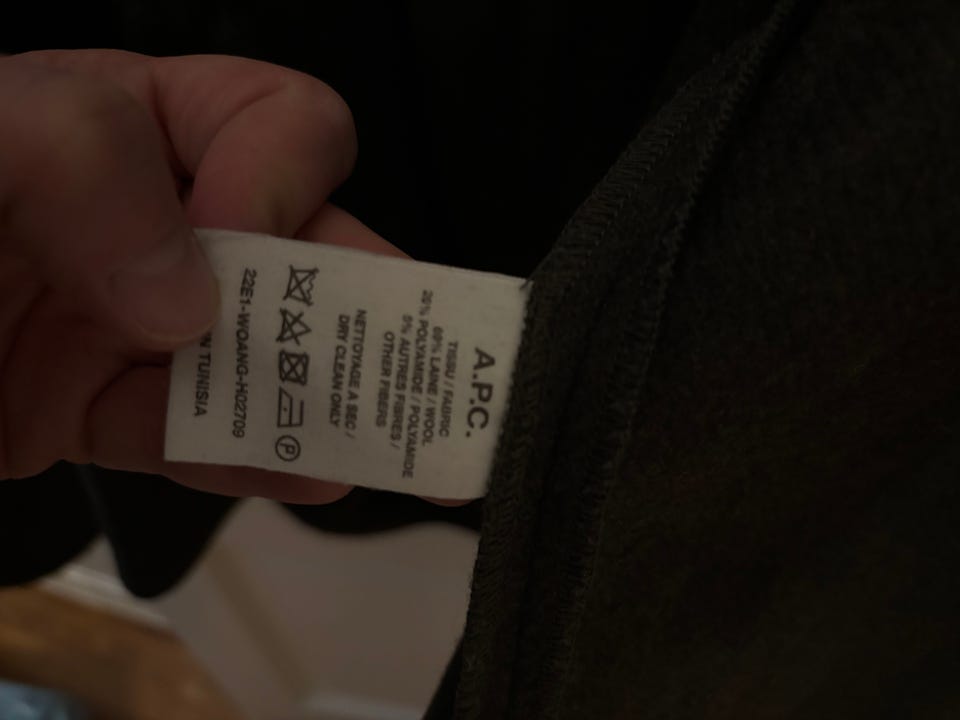 A.P.C.
TISSU / FABRIC
69% LAINE / WOOL
26% POLYAMIDE / POLYAMIDE
5% AUTRES FIBRES /
OTHER FIBERS
NETTOYAGE A SEC /
DRY CLEAN ONLY
P
22E1-WOANG-H02709
TUNISIA